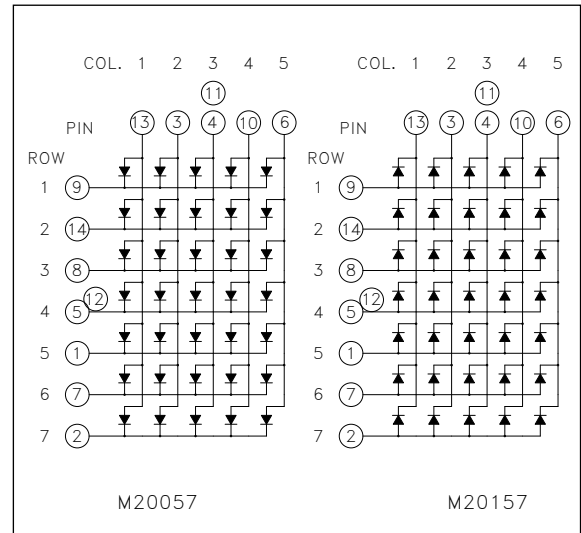 COL. 1 2 3 4 5 COL. 1 2 3 4 5
11 11
PIN 13 3 4 10 6 PIN 13 3 4 10 6
ROW ROW
1 9 1 9
2 14 2 14
3 8 3 8
12 12
4 5 4 5
5 1 5 1
6 7 6 7
7 2 7 2
M20057 M20157